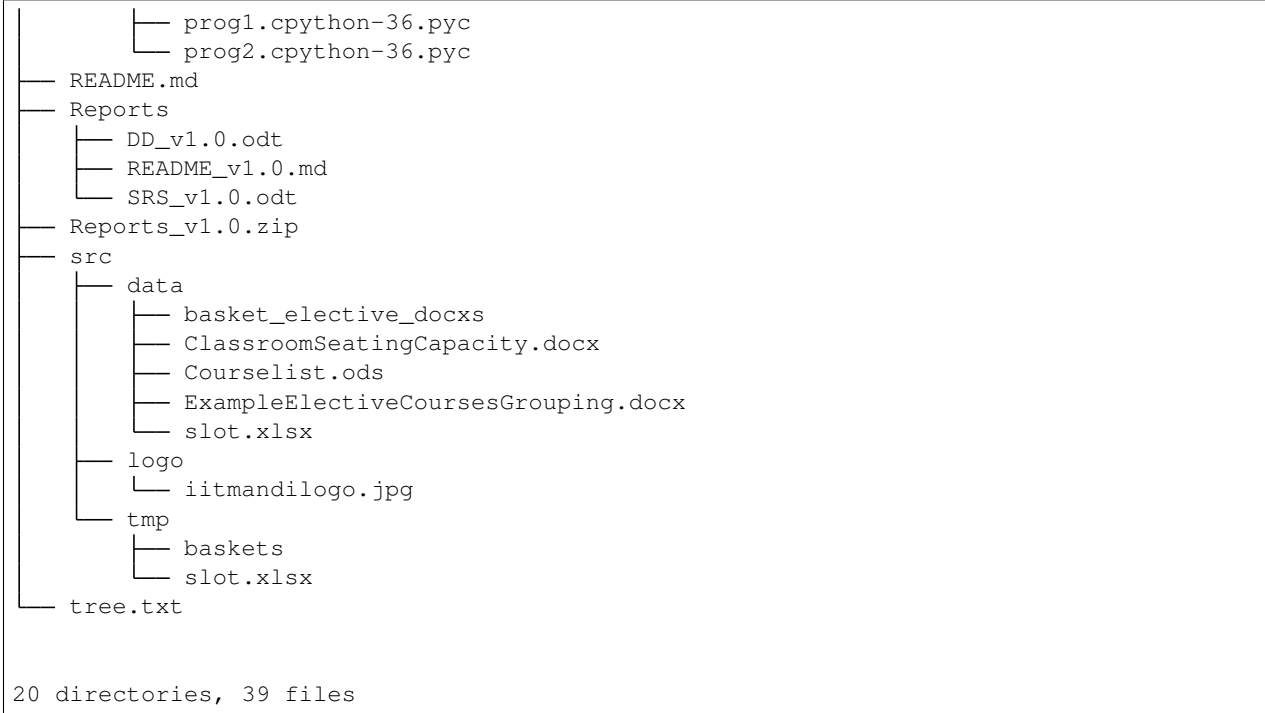 │       ├── prog1.cpython-36.pyc
│       └── prog2.cpython-36.pyc
├── README.md
├── Reports
│   ├── DD_v1.0.odt
│   ├── README_v1.0.md
│   └── SRS_v1.0.odt
├── Reports_v1.0.zip
├── src
│   ├── data
│   │   ├── basket_elective_docxs
│   │   ├── ClassroomSeatingCapacity.docx
│   │   ├── Courselist.ods
│   │   ├── ExampleElectiveCoursesGrouping.docx
│   │   └── slot.xlsx
│   ├── logo
│   │   └── iitmandilogo.jpg
│   └── tmp
│       ├── baskets
│       └── slot.xlsx
└── tree.txt
20 directories, 39 files